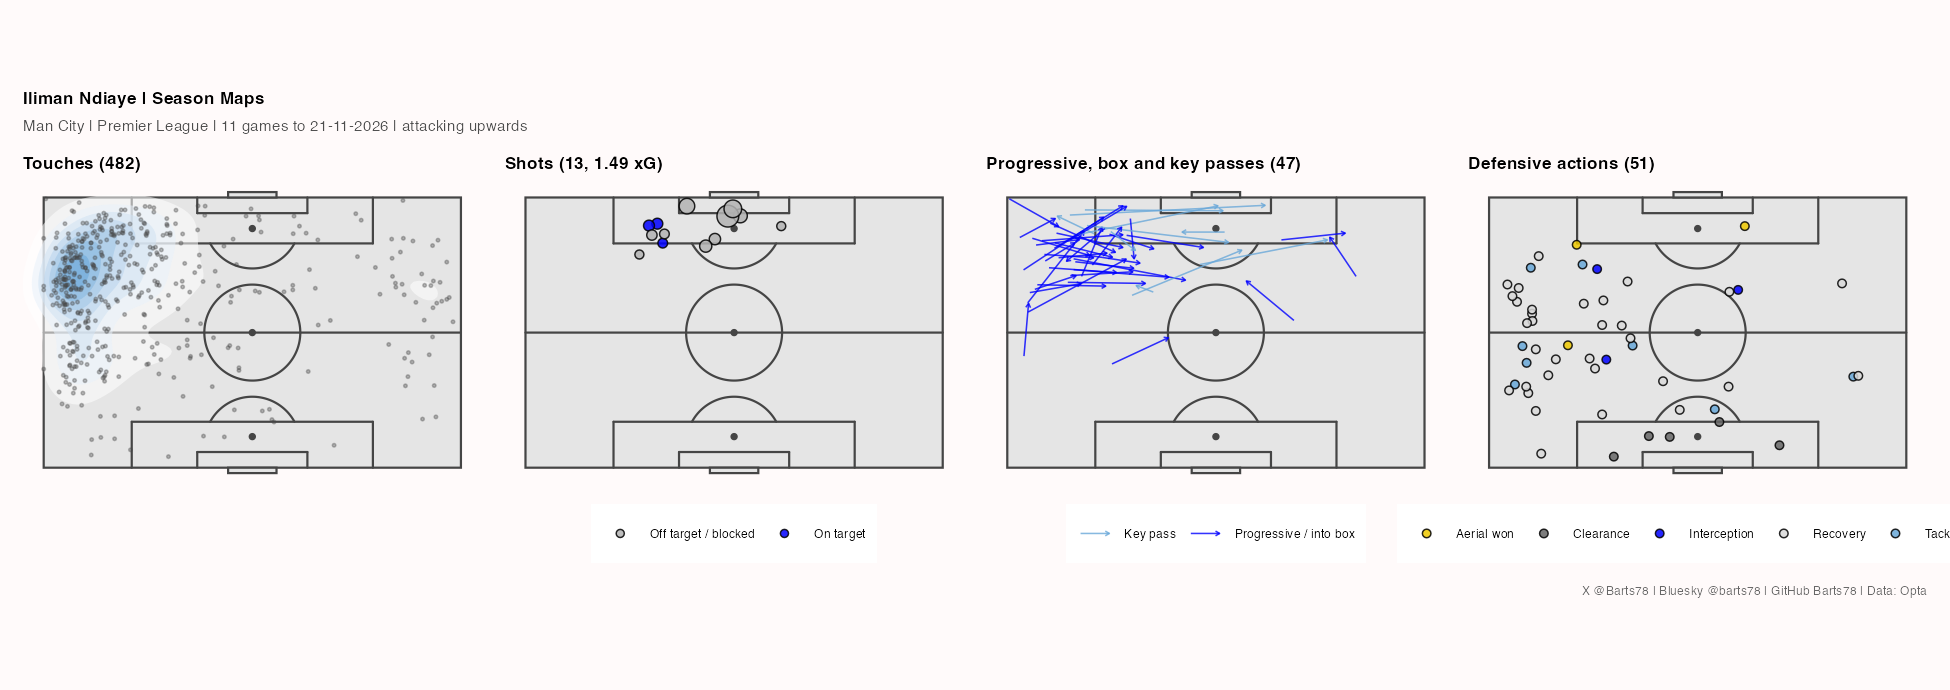 Iliman Ndiaye | Season Maps
Man City | Premier League | 11 games to 21-11-2026 | attacking upwards
Touches (482)
Shots (13, 1.49 xG)
Progressive, box and key passes (47)
Defensive actions (51)
Off target / blocked
On target
Key pass
Progressive / into box
Aerial won
Clearance
Interception
Recovery
Tack
X @Barts78 | Bluesky @barts78 | GitHub Barts78 | Data: Opta